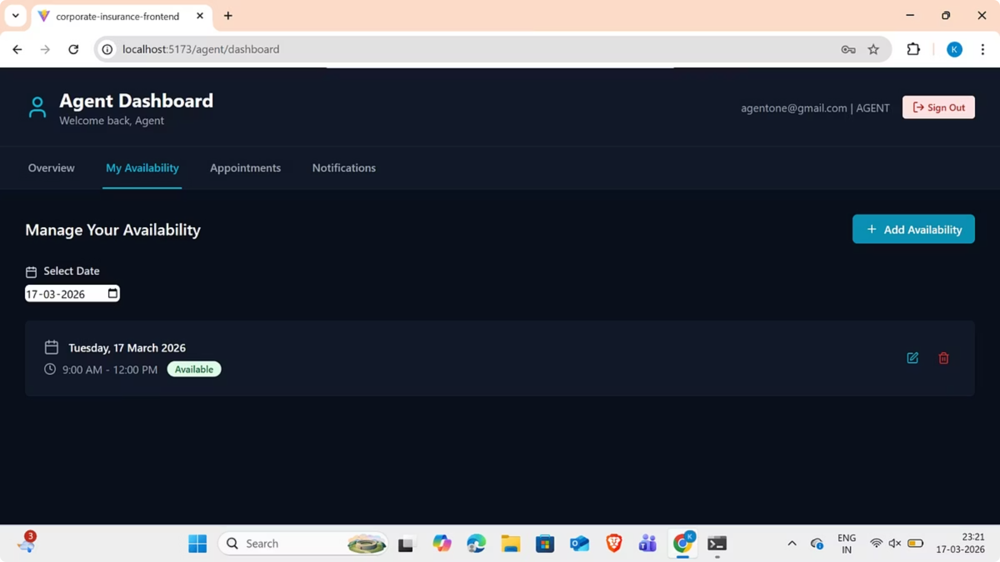 corporate-insurance-frontend
localhost:5173/agent/dashboard
K
Agent Dashboard
Welcome back, Agent
agentone@gmail.com | AGENT
Sign Out
Overview
My Availability
Appointments
Notifications
Manage Your Availability
+ Add Availability
Select Date
17-03-2026
Tuesday, 17 March 2026
9:00 AM - 12:00 PM
Available
3
Search
K
ENG
IN
23:21
17-03-2026